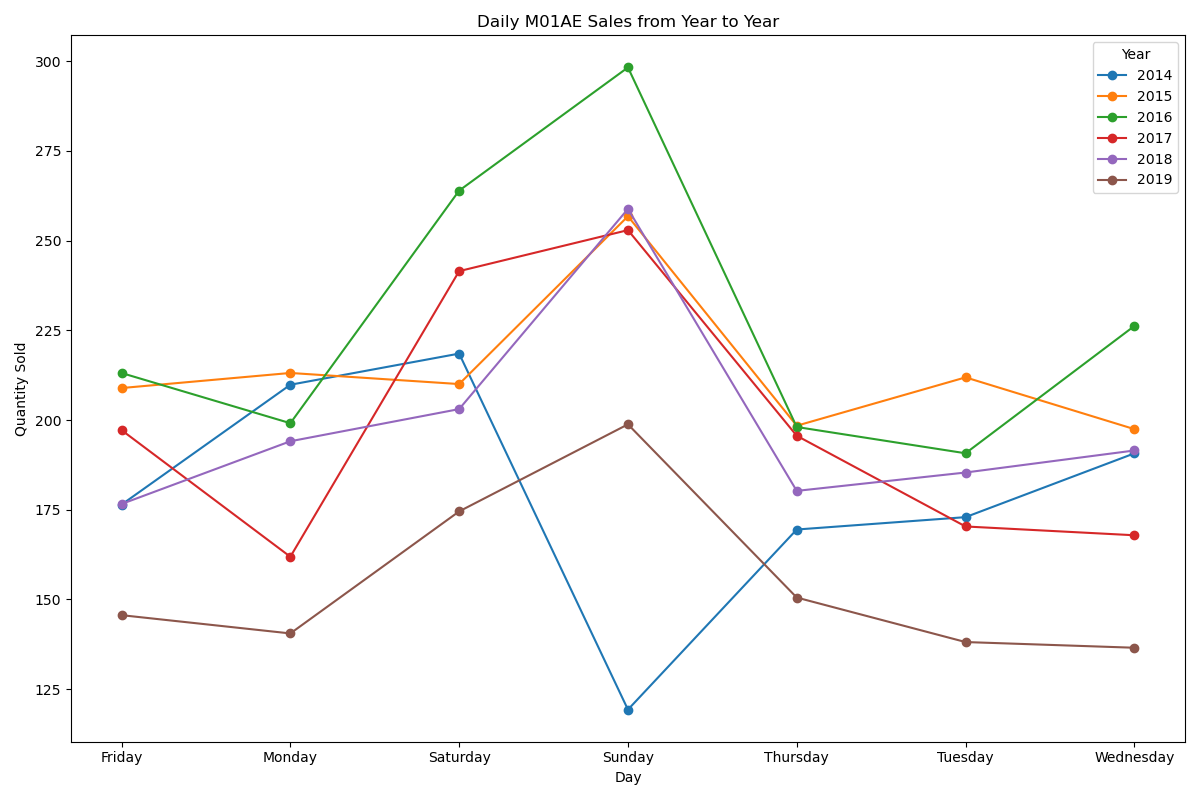 Daily M01AE Sales from Year to Year
Year
2014
2015
2016
2017
2018
2019
Quantity Sold
300
275
250
225
200
175
150
125
Friday
Monday
Saturday
Sunday
Thursday
Tuesday
Wednesday
Day